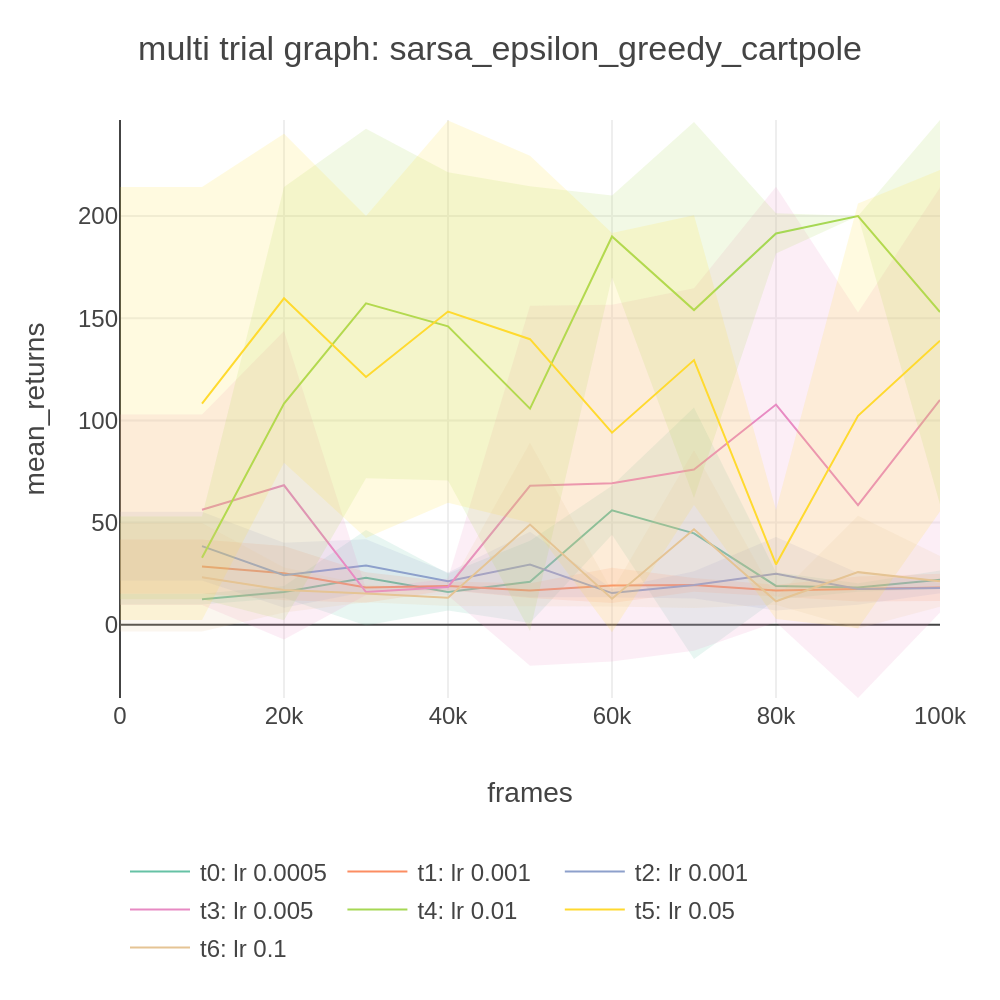 multi trial graph: sarsa_epsilon_greedy_cartpole
mean_returns
200
150
100
50
0
0 20k 40k 60k 80k 100k
frames
t0: lr 0.0005 t1: lr 0.001 t2: lr 0.001
t3: lr 0.005 t4: lr 0.01 t5: lr 0.05
t6: lr 0.1